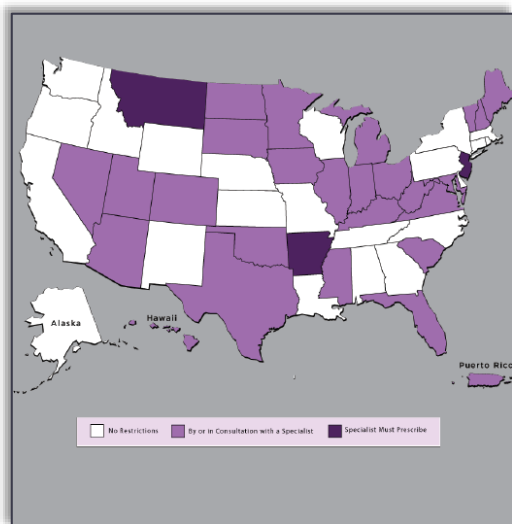 Alaska
Hawaii
Puerto Rico
No Restrictions
By or in Consultation with a Specialist
Specialist Must Prescribe